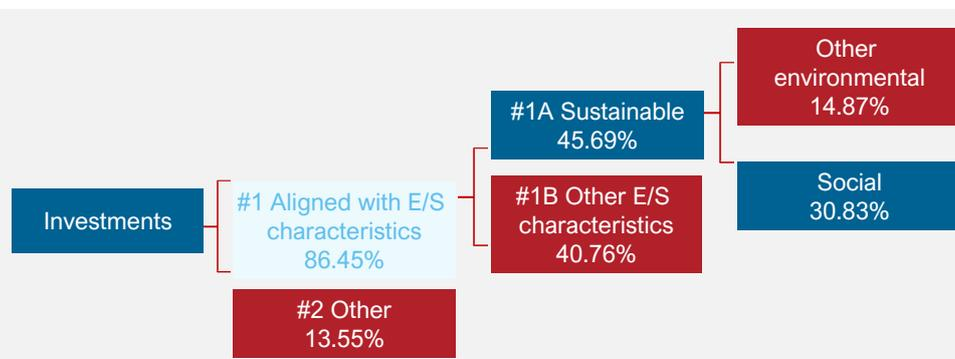 Investments
#1 Aligned with E/S
characteristics
86.45%
#2 Other
13.55%
#1A Sustainable
45.69%
#1B Other E/S
characteristics
40.76%
Other
environmental
14.87%
Social
30.83%